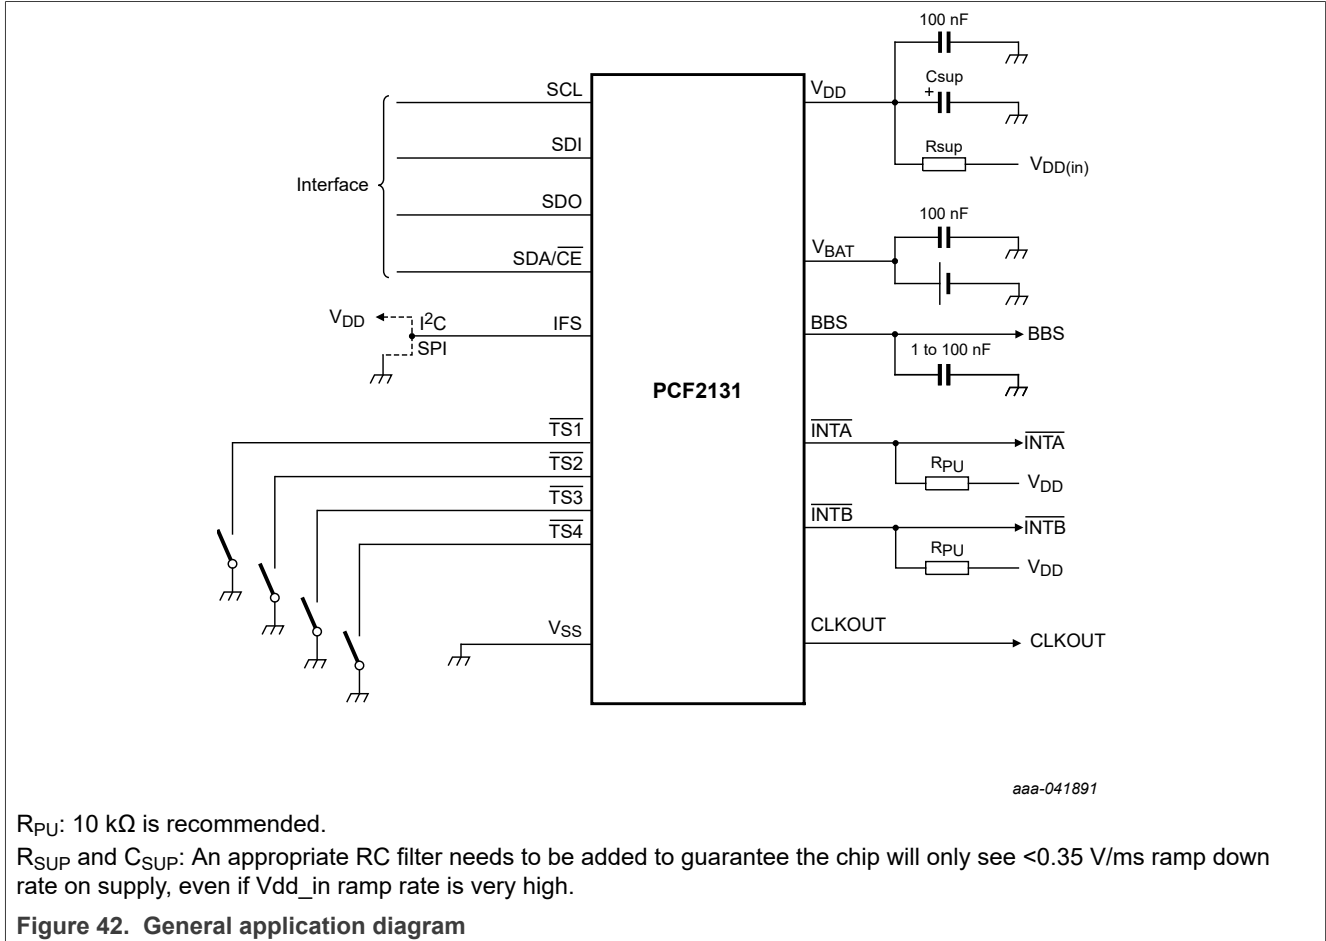 100 nF
SCL
VDD
Csup
+
SDI
Rsup
VDD(in)
Interface
SDO
100 nF
SDA/CE
VBAT
VDD
I2C
IFS
BBS
BBS
SPI
1 to 100 nF
PCF2131
TS1
INTA
INTA
TS2
RPU
VDD
TS3
INTB
INTB
TS4
RPU
VDD
VSS
CLKOUT
CLKOUT
aaa-041891
RPU: 10 kΩ is recommended.
RSUP and CSUP: An appropriate RC filter needs to be added to guarantee the chip will only see <0.35 V/ms ramp down
rate on supply, even if Vdd_in ramp rate is very high.
Figure 42. General application diagram